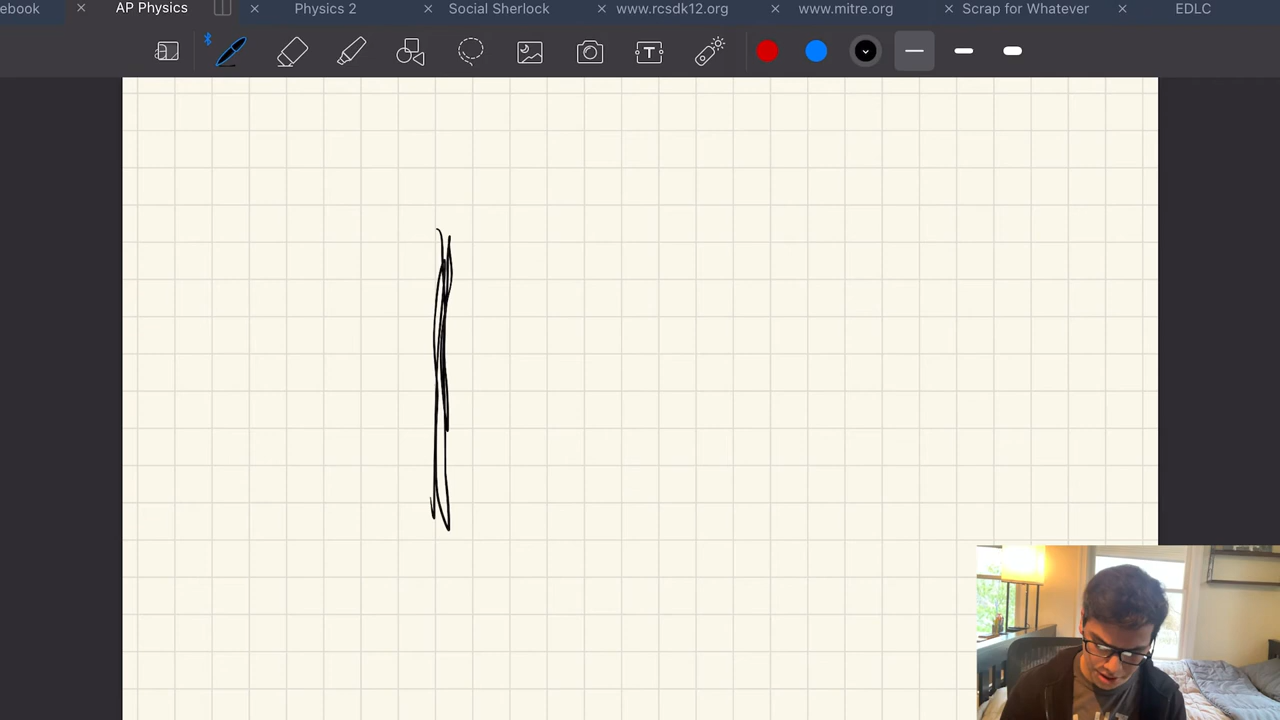 ebook
AP Physics
Physics 2
Social Sherlock
www.rcsdk12.org
www.mitre.org
Scrap for Whatever
EDLC
T